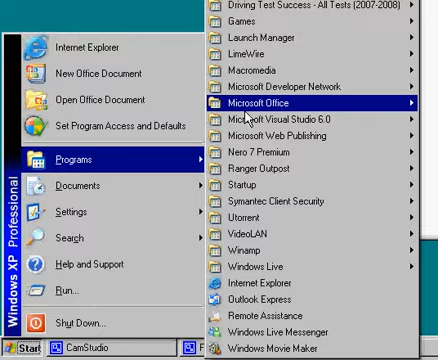 Internet Explorer
New Office Document
Open Office Document
Set Program Access and Defaults
Programs
Documents
Settings
Search
Help and Support
Run...
Shut Down...
Windows XP Professional
Start
CamStudio
F
Driving Test Success - All Tests (2007-2008)
Games
Launch Manager
LimeWire
Macromedia
Microsoft Developer Network
Microsoft Office
Microsoft Visual Studio 6.0
Microsoft Web Publishing
Nero 7 Premium
Ranger Outpost
Startup
Symantec Client Security
Utorrent
VideoLAN
Winamp
Windows Live
Internet Explorer
Outlook Express
Remote Assistance
Windows Live Messenger
Windows Movie Maker